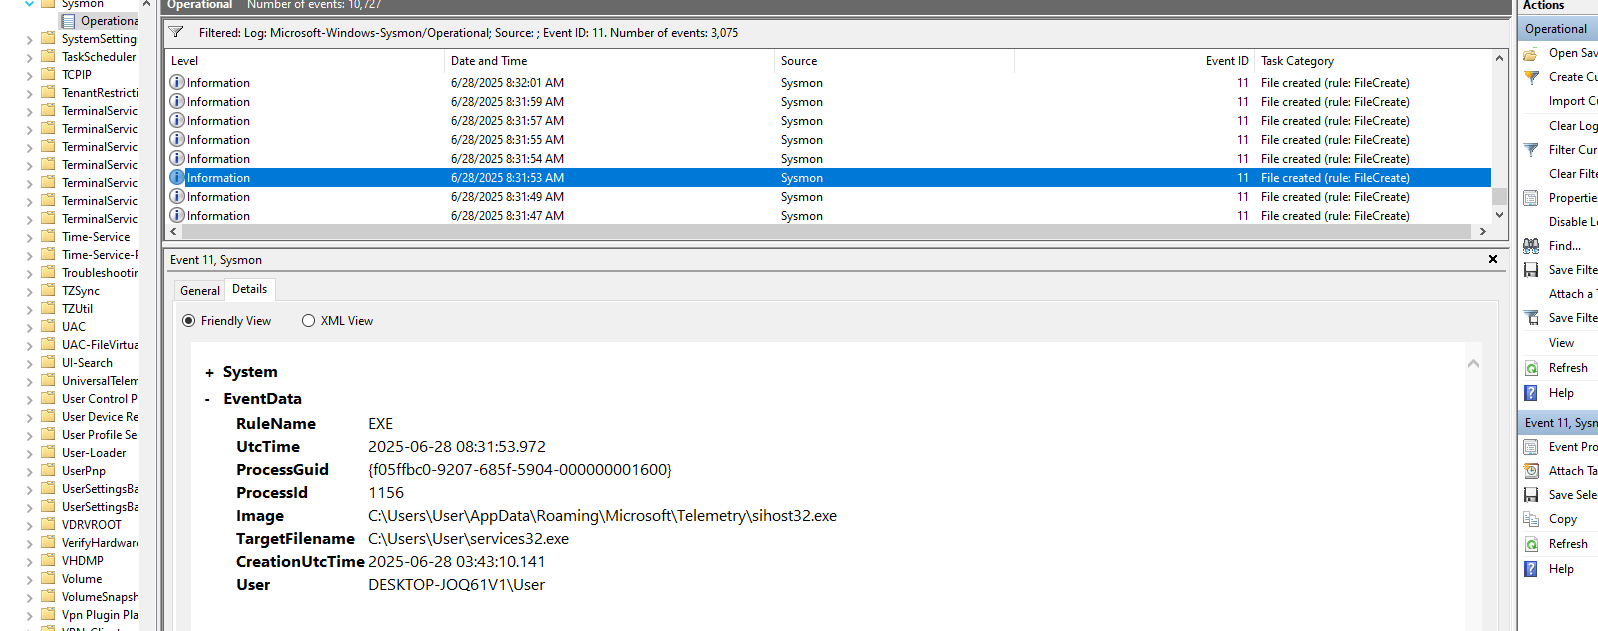 Sysmon
Operationa
SystemSetting
TaskScheduler
TCPIP
TenantRestricti
TerminalServic
TerminalServic
TerminalServic
TerminalServic
TerminalServic
TerminalServic
TerminalServic
Time-Service
Time-Service-P
Troubleshootin
TZSync
TZUtil
UAC
UAC-FileVirtua
UI-Search
UniversalTelem
User Control P
User Device Re
User Profile Se
User-Loader
UserPnp
UserSettingsBa
UserSettingsBa
VDRVROOT
VerifyHardware
VHDMP
Volume
VolumeSnapsh
Vpn Plugin Pla
Operational Number of events: 10,727
Filtered: Log: Microsoft-Windows-Sysmon/Operational; Source: ; Event ID: 11. Number of events: 3,075
Level Date and Time Source Event ID Task Category
Information 6/28/2025 8:32:01 AM Sysmon 11 File created (rule: FileCreate)
Information 6/28/2025 8:31:59 AM Sysmon 11 File created (rule: FileCreate)
Information 6/28/2025 8:31:57 AM Sysmon 11 File created (rule: FileCreate)
Information 6/28/2025 8:31:55 AM Sysmon 11 File created (rule: FileCreate)
Information 6/28/2025 8:31:54 AM Sysmon 11 File created (rule: FileCreate)
Information 6/28/2025 8:31:53 AM Sysmon 11 File created (rule: FileCreate)
Information 6/28/2025 8:31:49 AM Sysmon 11 File created (rule: FileCreate)
Information 6/28/2025 8:31:47 AM Sysmon 11 File created (rule: FileCreate)
Event 11, Sysmon
General Details
Friendly View XML View
+ System
- EventData
RuleName EXE
UtcTime 2025-06-28 08:31:53.972
ProcessGuid {f05ffbc0-9207-685f-5904-000000001600}
ProcessId 1156
Image C:\Users\User\AppData\Roaming\Microsoft\Telemetry\sihost32.exe
TargetFilename C:\Users\User\services32.exe
CreationUtcTime 2025-06-28 03:43:10.141
User DESKTOP-JOQ61V1\User
Actions
Operational
Open Sav
Create Cu
Import Cu
Clear Log
Filter Cur
Clear Filte
Propertie
Disable Lo
Find...
Save Filte
Attach a T
Save Filte
View
Refresh
Help
Event 11, Sysm
Event Pro
Attach Ta
Save Sele
Copy
Refresh
Help